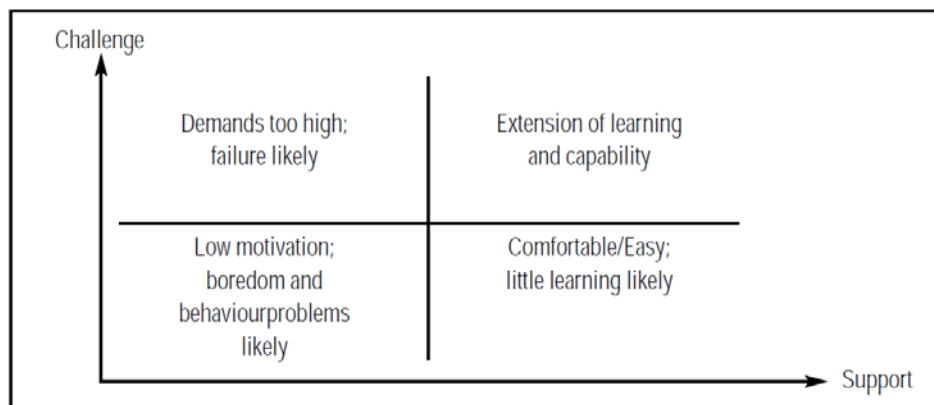 Challenge
Demands too high;
failure likely
Extension of learning
and capability
Low motivation;
boredom and
behaviourproblems
likely
Comfortable/Easy;
little learning likely
Support